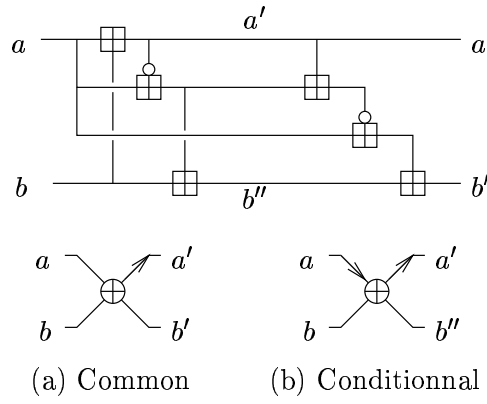 a′
a a
b b′
b″
a a′ a a′
b b′ b b″
(a) Common (b) Conditionnal